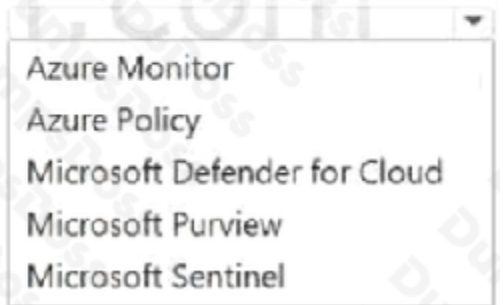 Azure Monitor
Azure Policy
Microsoft Defender for Cloud
Microsoft Purview
Microsoft Sentinel